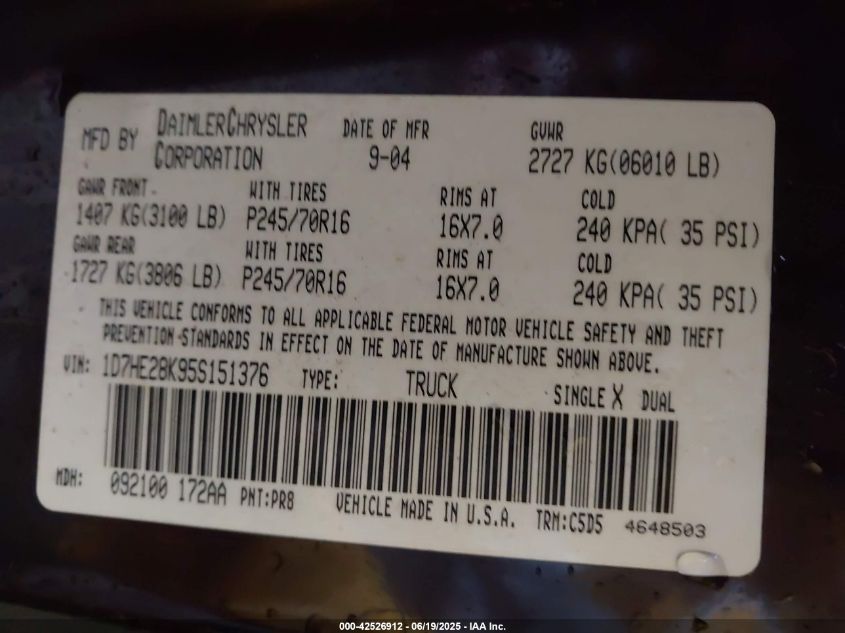 MFD BY DAIMLERCHRYSLER CORPORATION DATE OF MFR 9-04 GVWR 2727 KG(06010 LB)
GAWR FRONT WITH TIRES RIMS AT COLD
1407 KG(3100 LB) P245/70R16 16X7.0 240 KPA( 35 PSI)
GAWR REAR WITH TIRES RIMS AT COLD
1727 KG(3806 LB) P245/70R16 16X7.0 240 KPA( 35 PSI)
THIS VEHICLE CONFORMS TO ALL APPLICABLE FEDERAL MOTOR VEHICLE SAFETY AND THEFT
PREVENTION STANDARDS IN EFFECT ON THE DATE OF MANUFACTURE SHOWN ABOVE.
VIN: 1D7HE28K95S151376 TYPE: TRUCK SINGLE X DUAL
MDH: 092100 172AA PNT:PR8 VEHICLE MADE IN U.S.A. TRM:C5D5 4648503
000-42526912 - 06/19/2025 - IAA Inc.